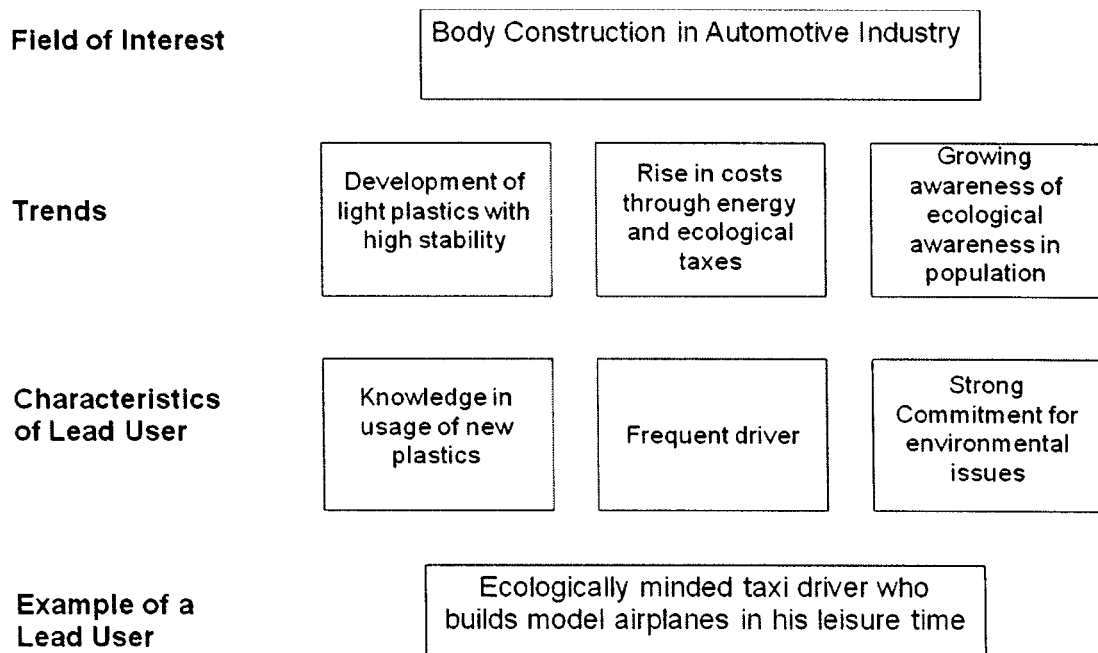 Field of Interest
Body Construction in Automotive Industry
Trends
Development of
light plastics with
high stability
Rise in costs
through energy
and ecological
taxes
Growing
awareness of
ecological
awareness in
population
Characteristics
of Lead User
Knowledge in
usage of new
plastics
Frequent driver
Strong
Commitment for
environmental
issues
Example of a
Lead User
Ecologically minded taxi driver who
builds model airplanes in his leisure time